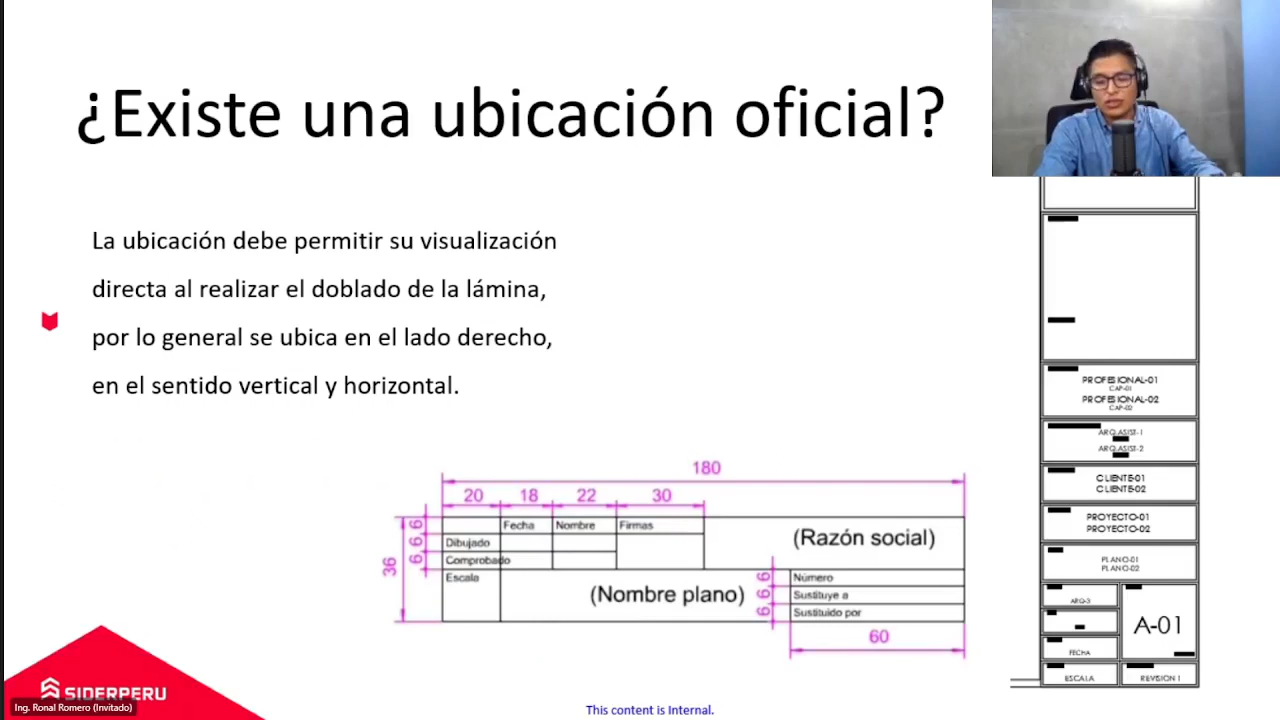 ¿Existe una ubicación oficial?
La ubicación debe permitir su visualización
directa al realizar el doblado de la lámina,
por lo general se ubica en el lado derecho,
en el sentido vertical y horizontal.
180
20 18 22 30
36
6 6 6
Fecha Nombre Firmas
Dibujado
Comprobado
Escala
(Razón social)
(Nombre plano)
6 6 6
Número
Sustituye a
Sustituido por
60
PROFESIONAL-01
CAP-01
PROFESIONAL-02
CAP-02
ARQ.ASIST-1
ARQ.ASIST-2
CLIENTE-01
CLIENTE-02
PROYECTO-01
PROYECTO-02
PLANO-01
PLANO-02
ARQ-3
A-01
FECHA
ESCALA
REVISION 1
SIDERPERU
Ing. Ronal Romero (Invitado)
This content is Internal.